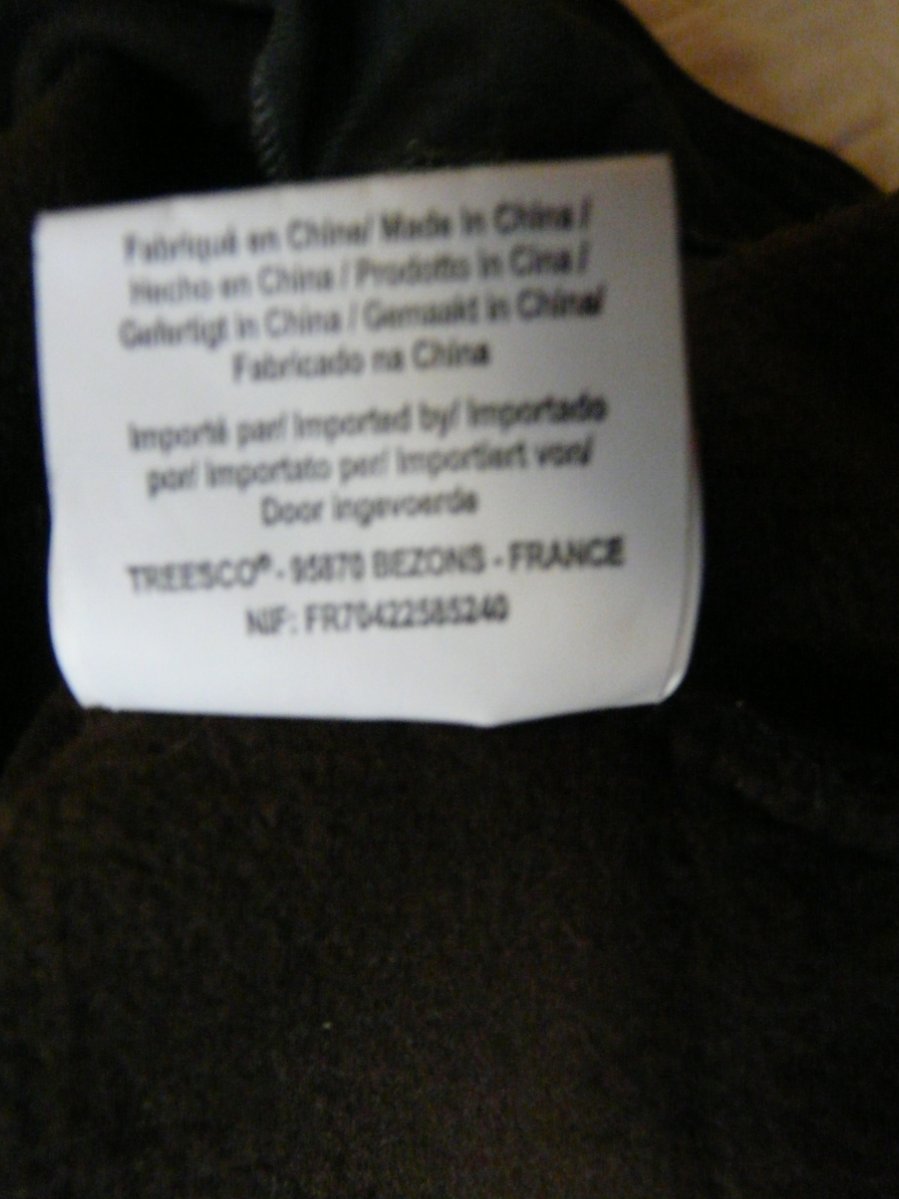 Fabriqué en China/ Made in China /
Hecho en China / Prodotto in Cina /
Gefertigt in China / Gemaakt in China/
Fabricado na China
Importé par/ Imported by/ Importado
por/ Importato per/ Importiert von/
Door ingevoerde
TREESCO® - 95870 BEZONS - FRANCE
NIF: FR70422585240